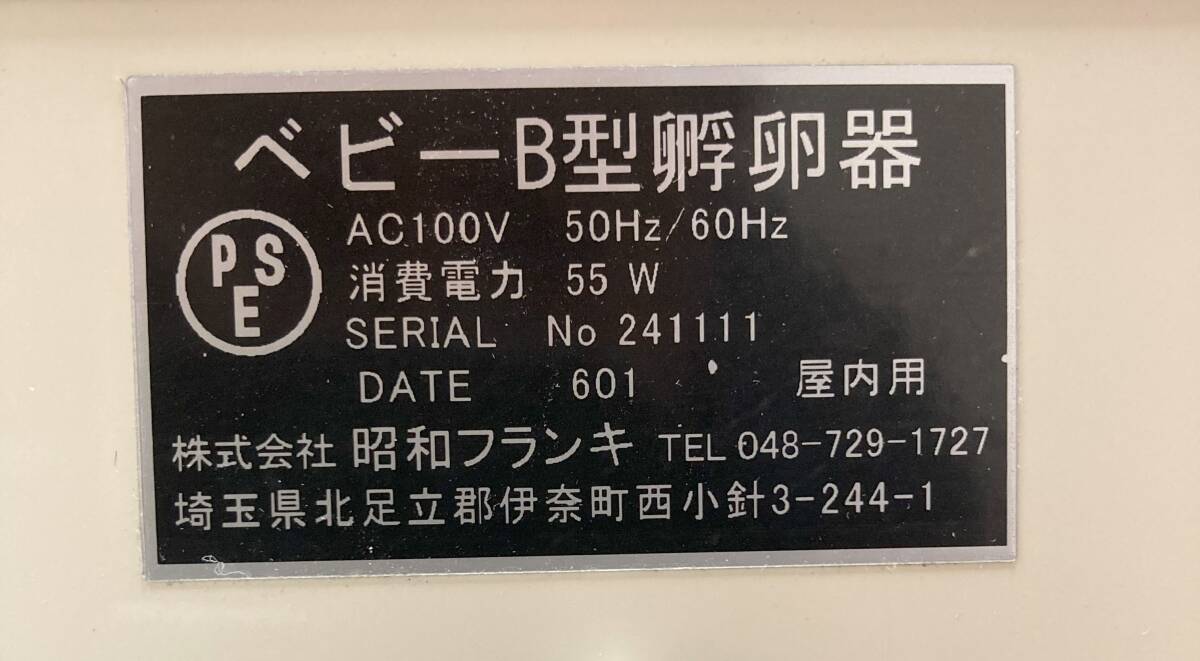 ベビーB型孵卵器
AC100V 50Hz/60Hz
PSE
消費電力 55 W
SERIAL No 241111
DATE 601 屋内用
株式会社 昭和フランキ TEL 048-729-1727
埼玉県北足立郡伊奈町西小針3-244-1